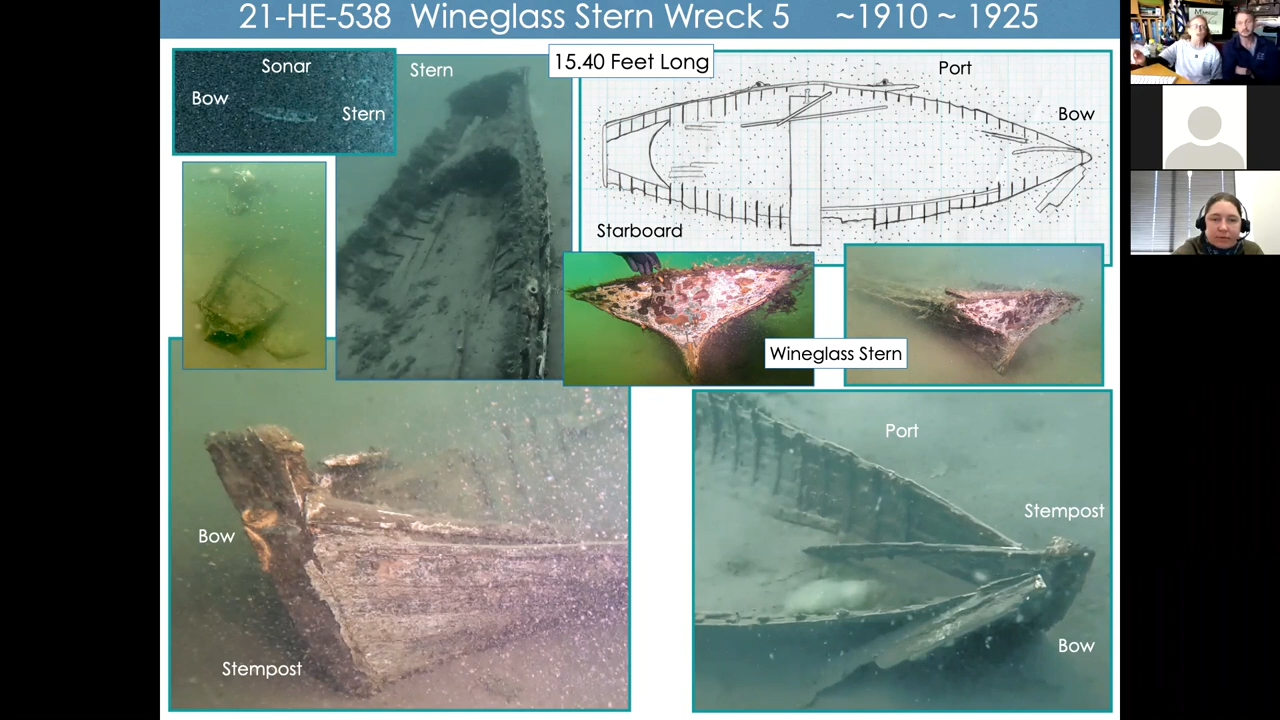 21-HE-538 Wineglass Stern Wreck 5 ~1910 ~ 1925
Sonar
Bow
Stern
Stern
15.40 Feet Long
Port
Bow
Starboard
Wineglass Stern
Bow
Stempost
Port
Stempost
Bow